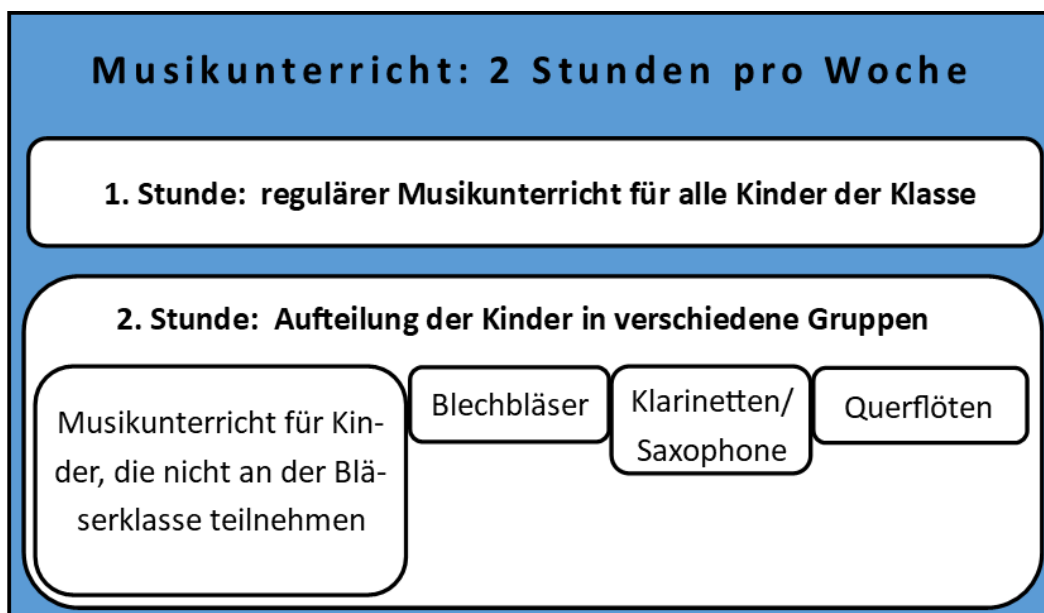 Musikunterricht: 2 Stunden pro Woche
1. Stunde: regulärer Musikunterricht für alle Kinder der Klasse
2. Stunde: Aufteilung der Kinder in verschiedene Gruppen
Musikunterricht für Kin-
der, die nicht an der Blä-
serklasse teilnehmen
Blechbläser
Klarinetten/
Saxophone
Querflöten